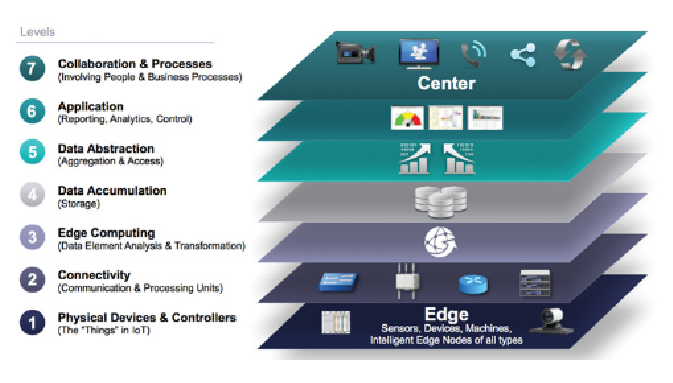 Levels
7
Collaboration & Processes
(Involving People & Business Processes)
6
Application
(Reporting, Analytics, Control)
5
Data Abstraction
(Aggregation & Access)
4
Data Accumulation
(Storage)
3
Edge Computing
(Data Element Analysis & Transformation)
2
Connectivity
(Communication & Processing Units)
1
Physical Devices & Controllers
(The "Things" in IoT)
Center
Edge
Sensors, Devices, Machines,
Intelligent Edge Nodes of all types